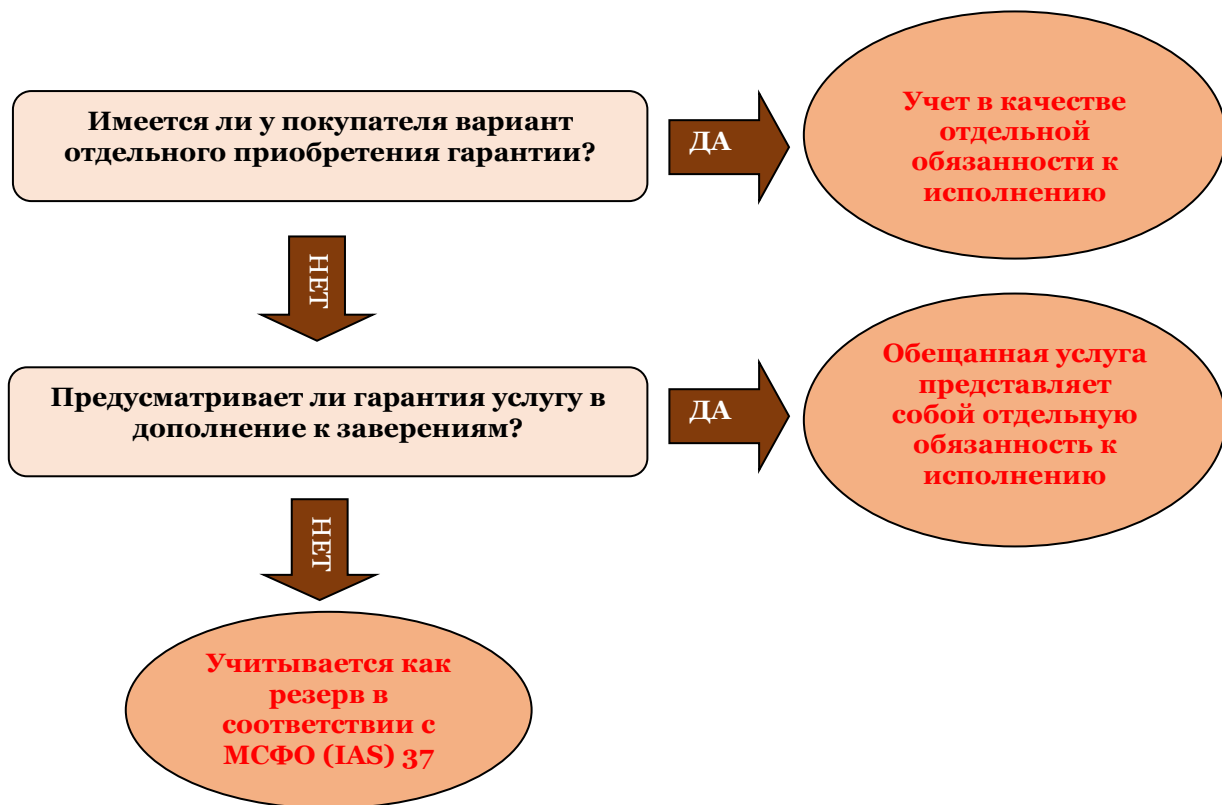 Имеется ли у покупателя вариант
отдельного приобретения гарантии?
ДА
Учет в качестве
отдельной
обязанности к
исполнению
НЕТ
Предусматривает ли гарантия услугу в
дополнение к заверениям?
ДА
Обещанная услуга
представляет
собой отдельную
обязанность к
исполнению
НЕТ
Учитывается как
резерв в
соответствии с
МСФО (IAS) 37